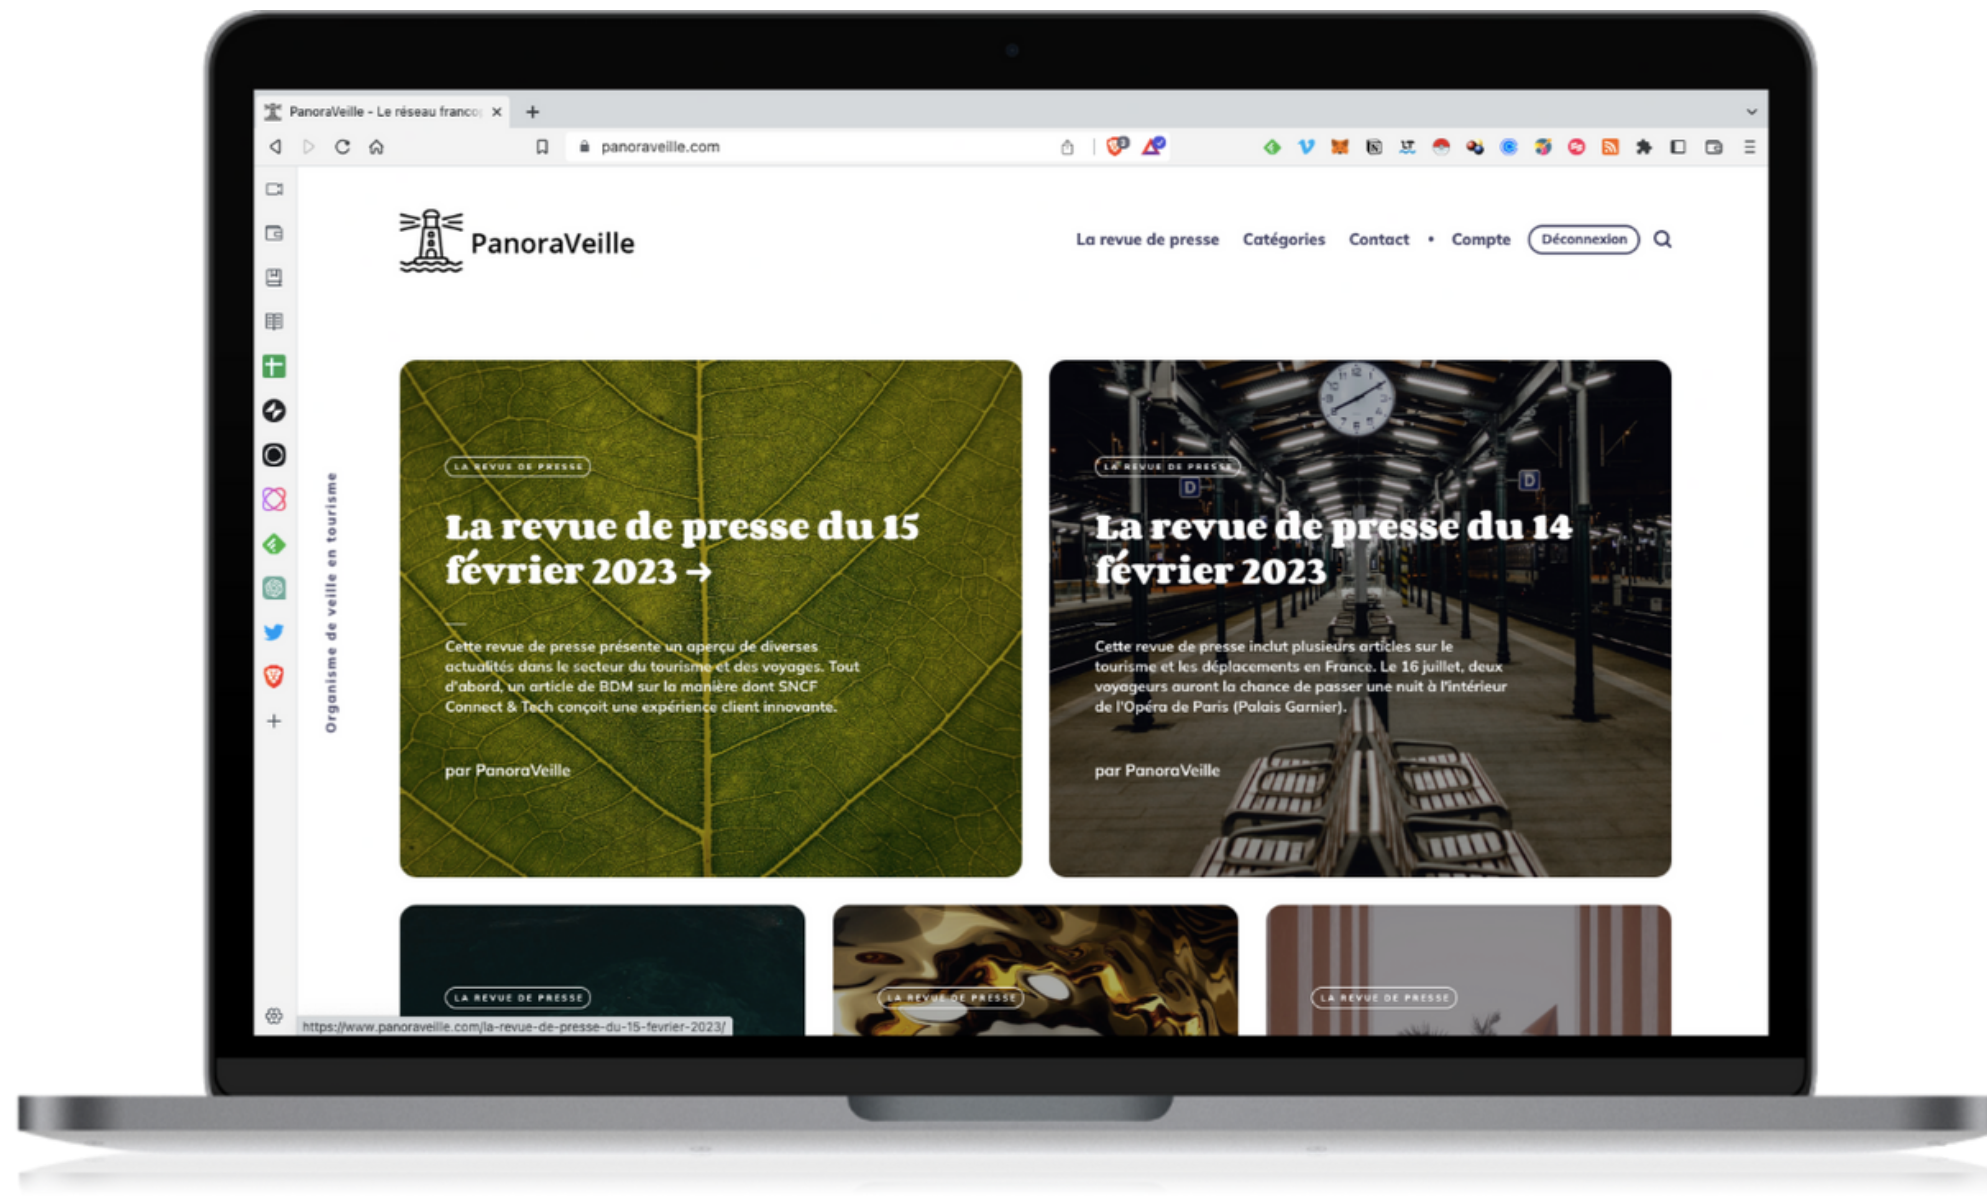 PanoraVeille - Le réseau franco
panoraveille.com
PanoraVeille
La revue de presse Catégories Contact • Compte Déconnexion
Organisme de veille en tourisme
LA REVUE DE PRESSE
La revue de presse du 15
février 2023 →
Cette revue de presse présente un aperçu de diverses
actualités dans le secteur du tourisme et des voyages. Tout
d'abord, un article de BDM sur la manière dont SNCF
Connect & Tech conçoit une expérience client innovante.
par PanoraVeille
LA REVUE DE PRESSE
D
D
La revue de presse du 14
février 2023
Cette revue de presse inclut plusieurs articles sur le
tourisme et les déplacements en France. Le 16 juillet, deux
voyageurs auront la chance de passer une nuit à l'intérieur
de l'Opéra de Paris (Palais Garnier).
par PanoraVeille
LA REVUE DE PRESSE
LA REVUE DE PRESSE
LA REVUE DE PRESSE
https://www.panoraveille.com/la-revue-de-presse-du-15-fevrier-2023/